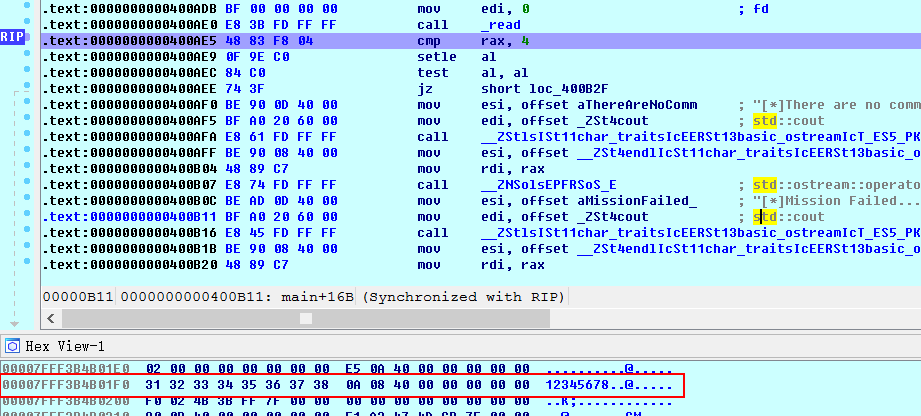 .text:0000000000400ADB BF 00 00 00 00 mov edi, 0 ; fd
.text:0000000000400AE0 E8 3B FD FF FF call _read
RIP .text:0000000000400AE5 48 83 F8 04 cmp rax, 4
.text:0000000000400AE9 0F 9E C0 setle al
.text:0000000000400AEC 84 C0 test al, al
.text:0000000000400AEE 74 3F jz short loc_400B2F
.text:0000000000400AF0 BE 90 0D 40 00 mov esi, offset aThereAreNoComm ; "[*]There are no comm
.text:0000000000400AF5 BF A0 20 60 00 mov edi, offset _ZSt4cout ; std::cout
.text:0000000000400AFA E8 61 FD FF FF call __ZStlsISt11char_traitsIcEERSt13basic_ostreamIcT_ES5_PK
.text:0000000000400AFF BE 90 08 40 00 mov esi, offset __ZSt4endlIcSt11char_traitsIcEERSt13basic_o
.text:0000000000400B04 48 89 C7 mov rdi, rax
.text:0000000000400B07 E8 74 FD FF FF call __ZNSolsEPFRSoS_E ; std::ostream::operato
.text:0000000000400B0C BE AD 0D 40 00 mov esi, offset aMissionFailed_ ; "[*]Mission Failed...
.text:0000000000400B11 BF A0 20 60 00 mov edi, offset _ZSt4cout ; std::cout
.text:0000000000400B16 E8 45 FD FF FF call __ZStlsISt11char_traitsIcEERSt13basic_ostreamIcT_ES5_PK
.text:0000000000400B1B BE 90 08 40 00 mov esi, offset __ZSt4endlIcSt11char_traitsIcEERSt13basic_o
.text:0000000000400B20 48 89 C7 mov rdi, rax
00000B11 0000000000400B11: main+16B (Synchronized with RIP)
Hex View-1
00007FFF3B4B01E0 02 00 00 00 00 00 00 00 E5 0A 40 00 00 00 00 00 ..........@.....
00007FFF3B4B01F0 31 32 33 34 35 36 37 38 0A 08 40 00 00 00 00 00 12345678..@.....
00007FFF3B4B0200 F0 02 4B 3B FF 7F 00 00 00 00 00 00 00 00 00 00 ..K;............